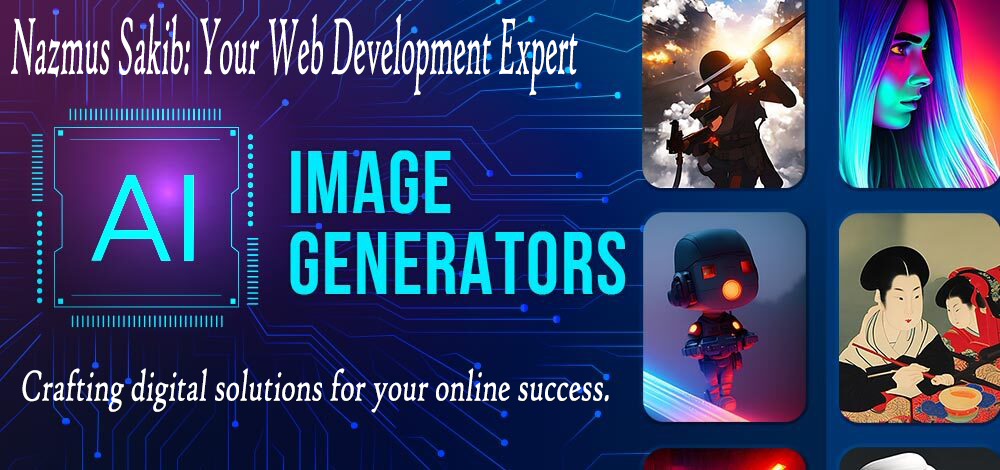 Nazmus Sakib: Your Web Development Expert
AI
IMAGE
GENERATORS
Crafting digital solutions for your online success.